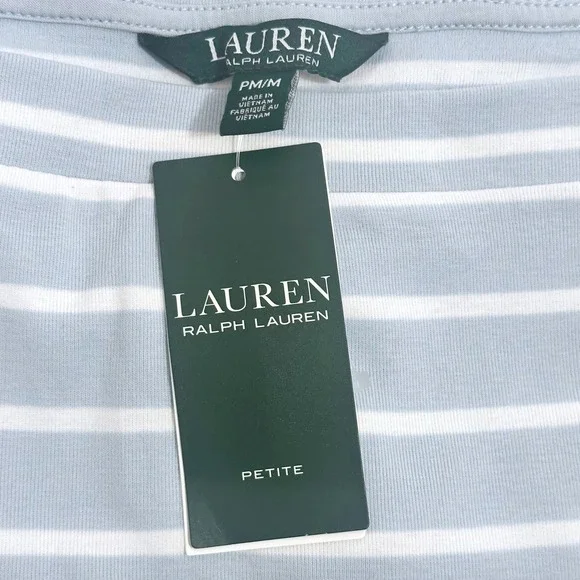 LAUREN
RALPH LAUREN
PM/M
MADE IN
VIETNAM
FABRIQUÉ AU
VIETNAM
LAUREN
RALPH LAUREN
PETITE